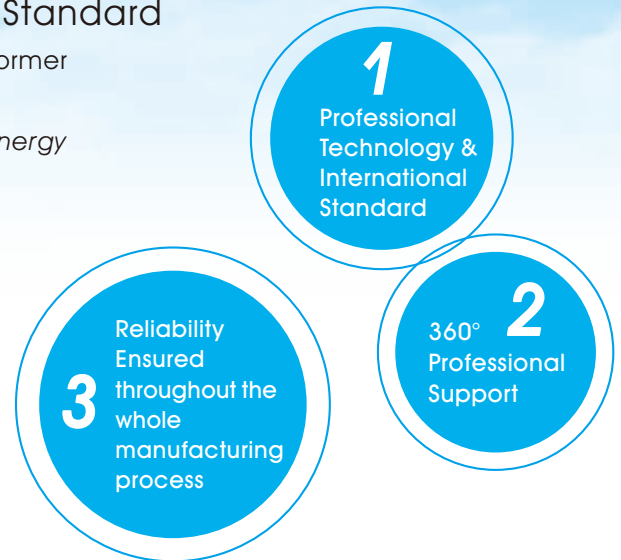 Standard
ormer
nergy
1
Professional
Technology &
International
Standard
2
360°
Professional
Support
3
Reliability
Ensured
throughout the
whole
manufacturing
process